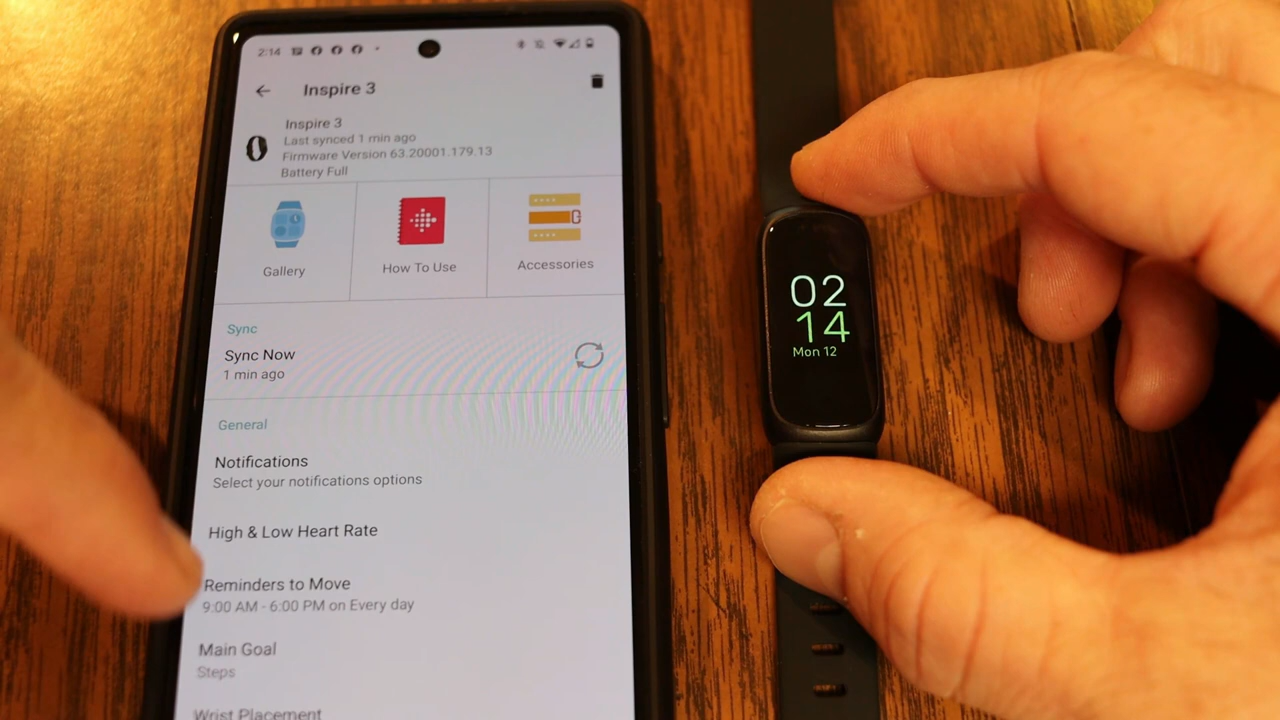 2:14
Inspire 3
Inspire 3
Last synced 1 min ago
Firmware Version 63.20001.179.13
Battery Full
Gallery
How To Use
Accessories
Sync
Sync Now
1 min ago
General
Notifications
Select your notifications options
High & Low Heart Rate
Reminders to Move
9:00 AM - 6:00 PM on Every day
Main Goal
Steps
Wrist Placement
02
14
Mon 12